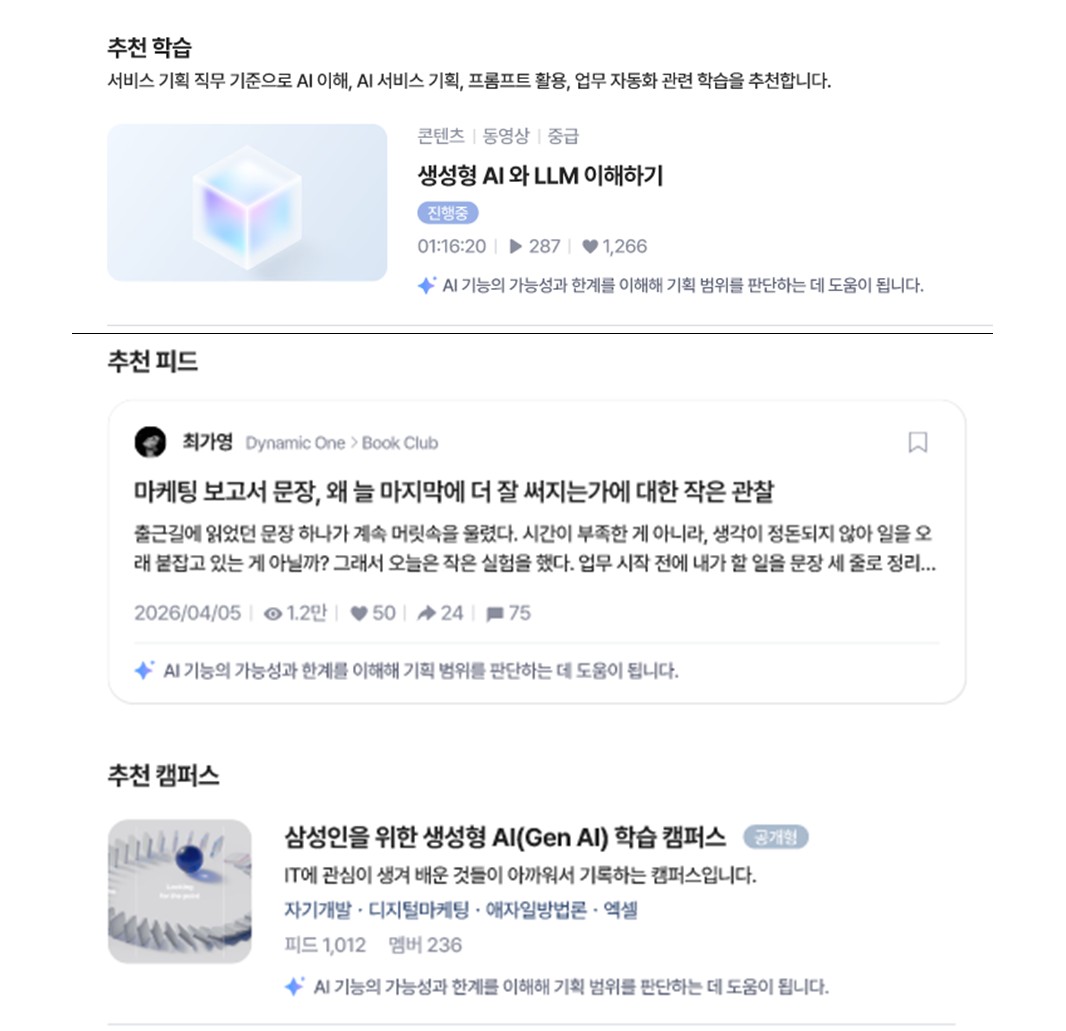 추천 학습
서비스 기획 직무 기준으로 AI 이해, AI 서비스 기획, 프롬프트 활용, 업무 자동화 관련 학습을 추천합니다.
콘텐츠 | 동영상 | 중급
생성형 AI 와 LLM 이해하기
진행중
01:16:20 | 287 | 1,266
AI 기능의 가능성과 한계를 이해해 기획 범위를 판단하는 데 도움이 됩니다.
추천 피드
최가영 Dynamic One > Book Club
마케팅 보고서 문장, 왜 늘 마지막에 더 잘 써지는가에 대한 작은 관찰
출근길에 읽었던 문장 하나가 계속 머릿속을 울렸다. 시간이 부족한 게 아니라, 생각이 정돈되지 않아 일을 오
래 붙잡고 있는 게 아닐까? 그래서 오늘은 작은 실험을 했다. 업무 시작 전에 내가 할 일을 문장 세 줄로 정리...
2026/04/05 | 1.2만 | 50 | 24 | 75
AI 기능의 가능성과 한계를 이해해 기획 범위를 판단하는 데 도움이 됩니다.
추천 캠퍼스
삼성인을 위한 생성형 AI(Gen AI) 학습 캠퍼스 공개형
IT에 관심이 생겨 배운 것들이 아까워서 기록하는 캠퍼스입니다.
자기개발 · 디지털마케팅 · 애자일방법론 · 엑셀
피드 1,012 멤버 236
Looking
for the point
AI 기능의 가능성과 한계를 이해해 기획 범위를 판단하는 데 도움이 됩니다.